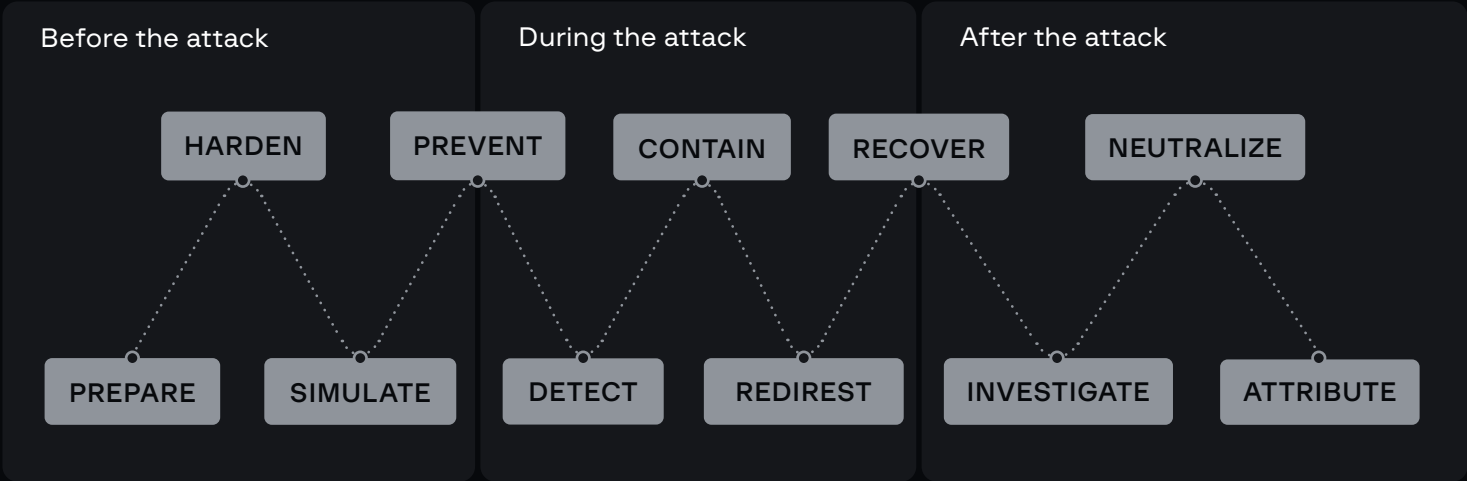 Before the attack
During the attack
After the attack
HARDEN
PREVENT
CONTAIN
RECOVER
NEUTRALIZE
PREPARE
SIMULATE
DETECT
REDIREST
INVESTIGATE
ATTRIBUTE